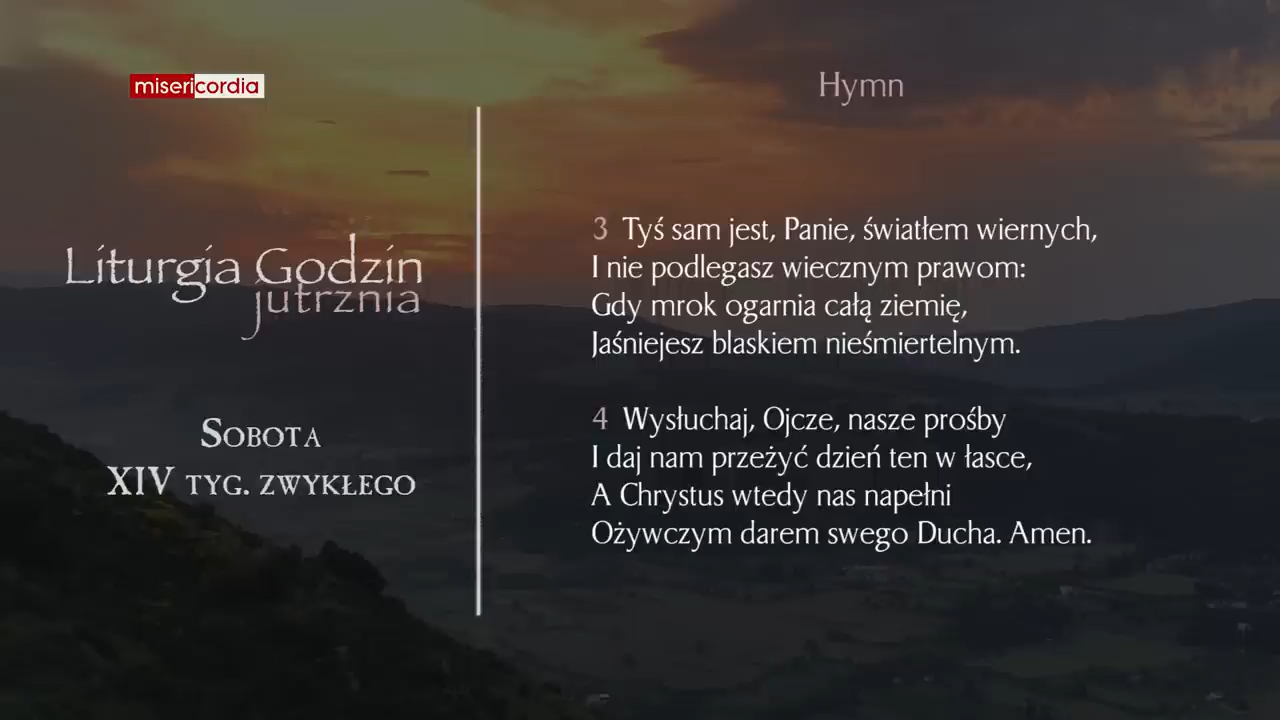 misericordia
Liturgia Godzin
jutrznia
Sobota
XIV tyg. zwykłego
Hymn
3 Tyś sam jest, Panie, światłem wiernych,
I nie podlegasz wiecznym prawom:
Gdy mrok ogarnia całą ziemię,
Jaśniejesz blaskiem nieśmiertelnym.
4 Wysłuchaj, Ojcze, nasze prośby
I daj nam przeżyć dzień ten w łasce,
A Chrystus wtedy nas napełni
Ożywczym darem swego Ducha. Amen.